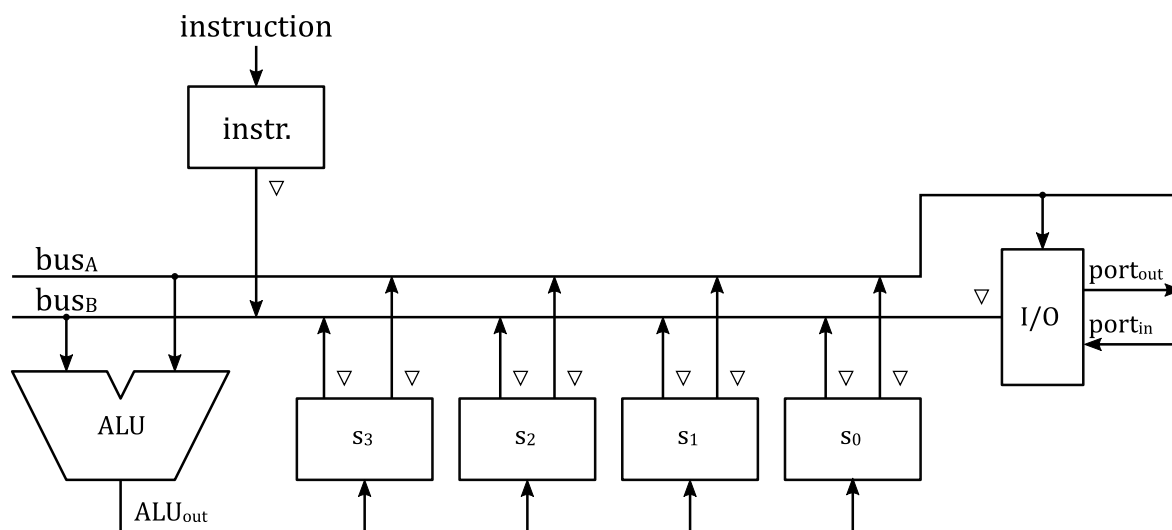 instruction
instr.
busA
busB
portout
I/O
portin
ALU
s3
s2
s1
s0
ALUout